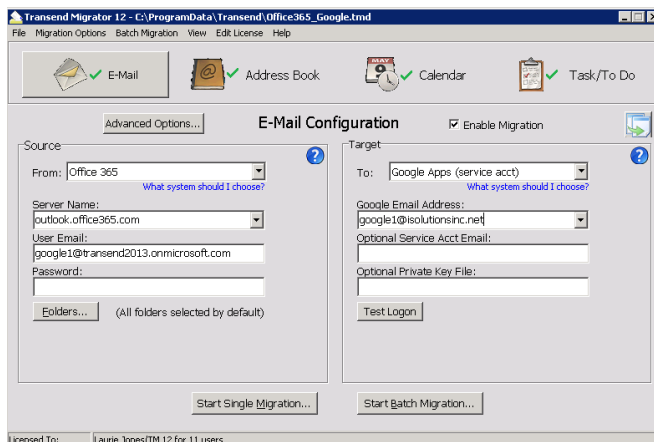 Transend Migrator 12 - C:\ProgramData\Transend\Office365_Google.tmd
File Migration Options Batch Migration View Edit License Help
E-Mail Address Book MAY Calendar Task/To Do
Advanced Options... E-Mail Configuration Enable Migration
Source Target
From: Office 365 To: Google Apps (service acct)
What system should I choose? What system should I choose?
Server Name: Google Email Address:
outlook.office365.com google1@isolutionsinc.net
User Email: Optional Service Acct Email:
google1@transend2013.onmicrosoft.com
Password: Optional Private Key File:
Folders... (All folders selected by default) Test Logon
Start Single Migration... Start Batch Migration...
Licensed To: Laurie Jones/TM 12 for 11 users